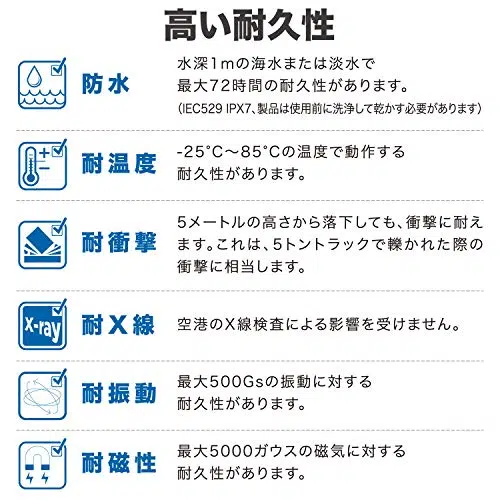 高い耐久性
防水
水深1mの海水または淡水で
最大72時間の耐久性があります。
（IEC529 IPX7、製品は使用前に洗浄して乾かす必要があります）
耐温度
-25℃～85℃の温度で動作する
耐久性があります。
耐衝撃
5メートルの高さから落下しても、衝撃に耐え
ます。これは、5トントラックで轢かれた際の
衝撃に相当します。
X-ray
耐X線
空港のX線検査による影響を受けません。
耐振動
最大500Gsの振動に対する
耐久性があります。
耐磁性
最大5000ガウスの磁気に対する
耐久性があります。